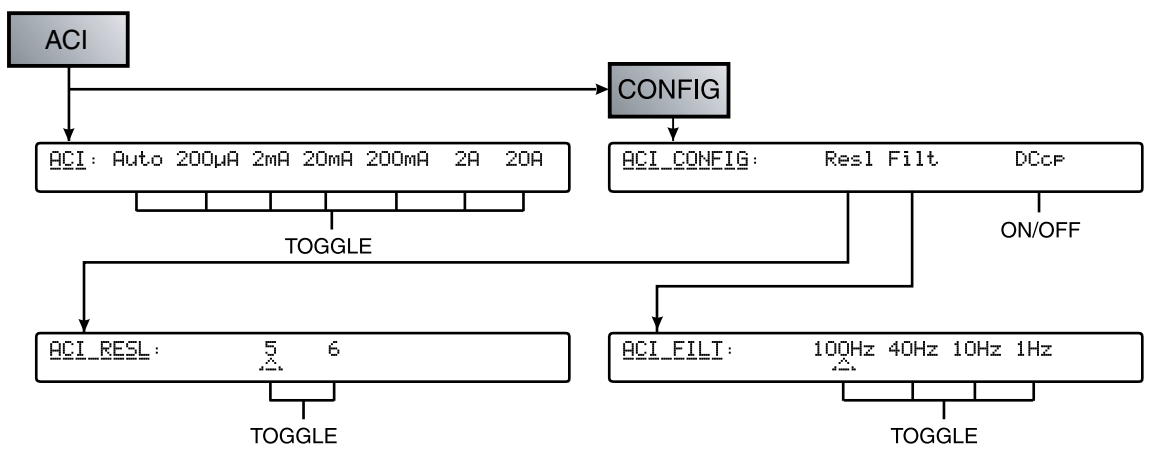 ACI
CONFIG
ACI: Auto 200µA 2mA 20mA 200mA 2A 20A
TOGGLE
ACI_CONFIG: Resl Filt DCcp
ON/OFF
ACI_RESL: 5 6
TOGGLE
ACI_FILT: 100Hz 40Hz 10Hz 1Hz
TOGGLE